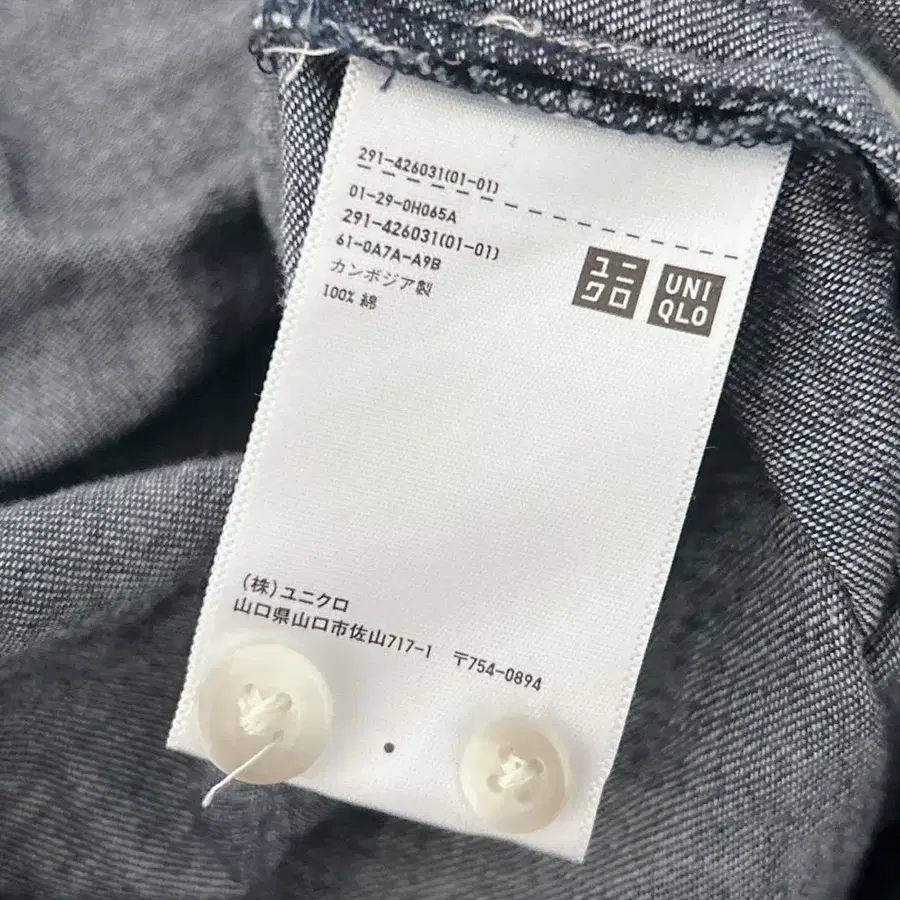 291-426031(01-01)
01-29-0H065A
291-426031(01-01)
61-0A7A-A9B
カンボジア製
100% 綿
ユニ
クロ
UNI
QLO
(株)ユニクロ
山口県山口市佐山717-1 〒754-0894